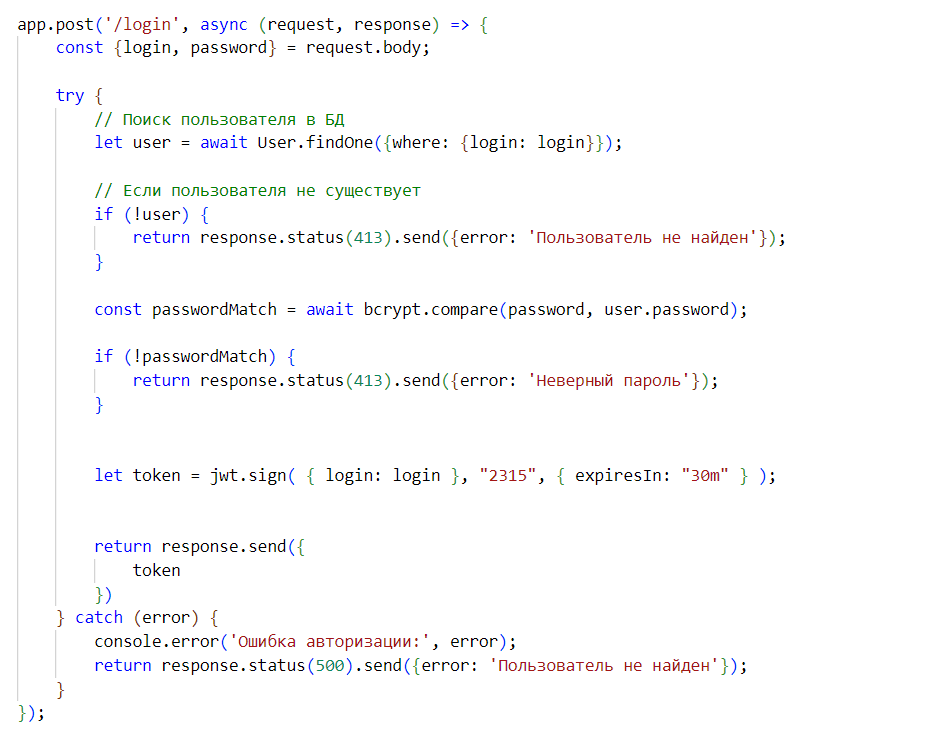 app.post('/login', async (request, response) => {
    const {login, password} = request.body;

    try {
        // Поиск пользователя в БД
        let user = await User.findOne({where: {login: login}});

        // Если пользователя не существует
        if (!user) {
            return response.status(413).send({error: 'Пользователь не найден'});
        }

        const passwordMatch = await bcrypt.compare(password, user.password);

        if (!passwordMatch) {
            return response.status(413).send({error: 'Неверный пароль'});
        }


        let token = jwt.sign( { login: login }, "2315", { expiresIn: "30m" } );


        return response.send({
            token
        })
    } catch (error) {
        console.error('Ошибка авторизации:', error);
        return response.status(500).send({error: 'Пользователь не найден'});
    }
});